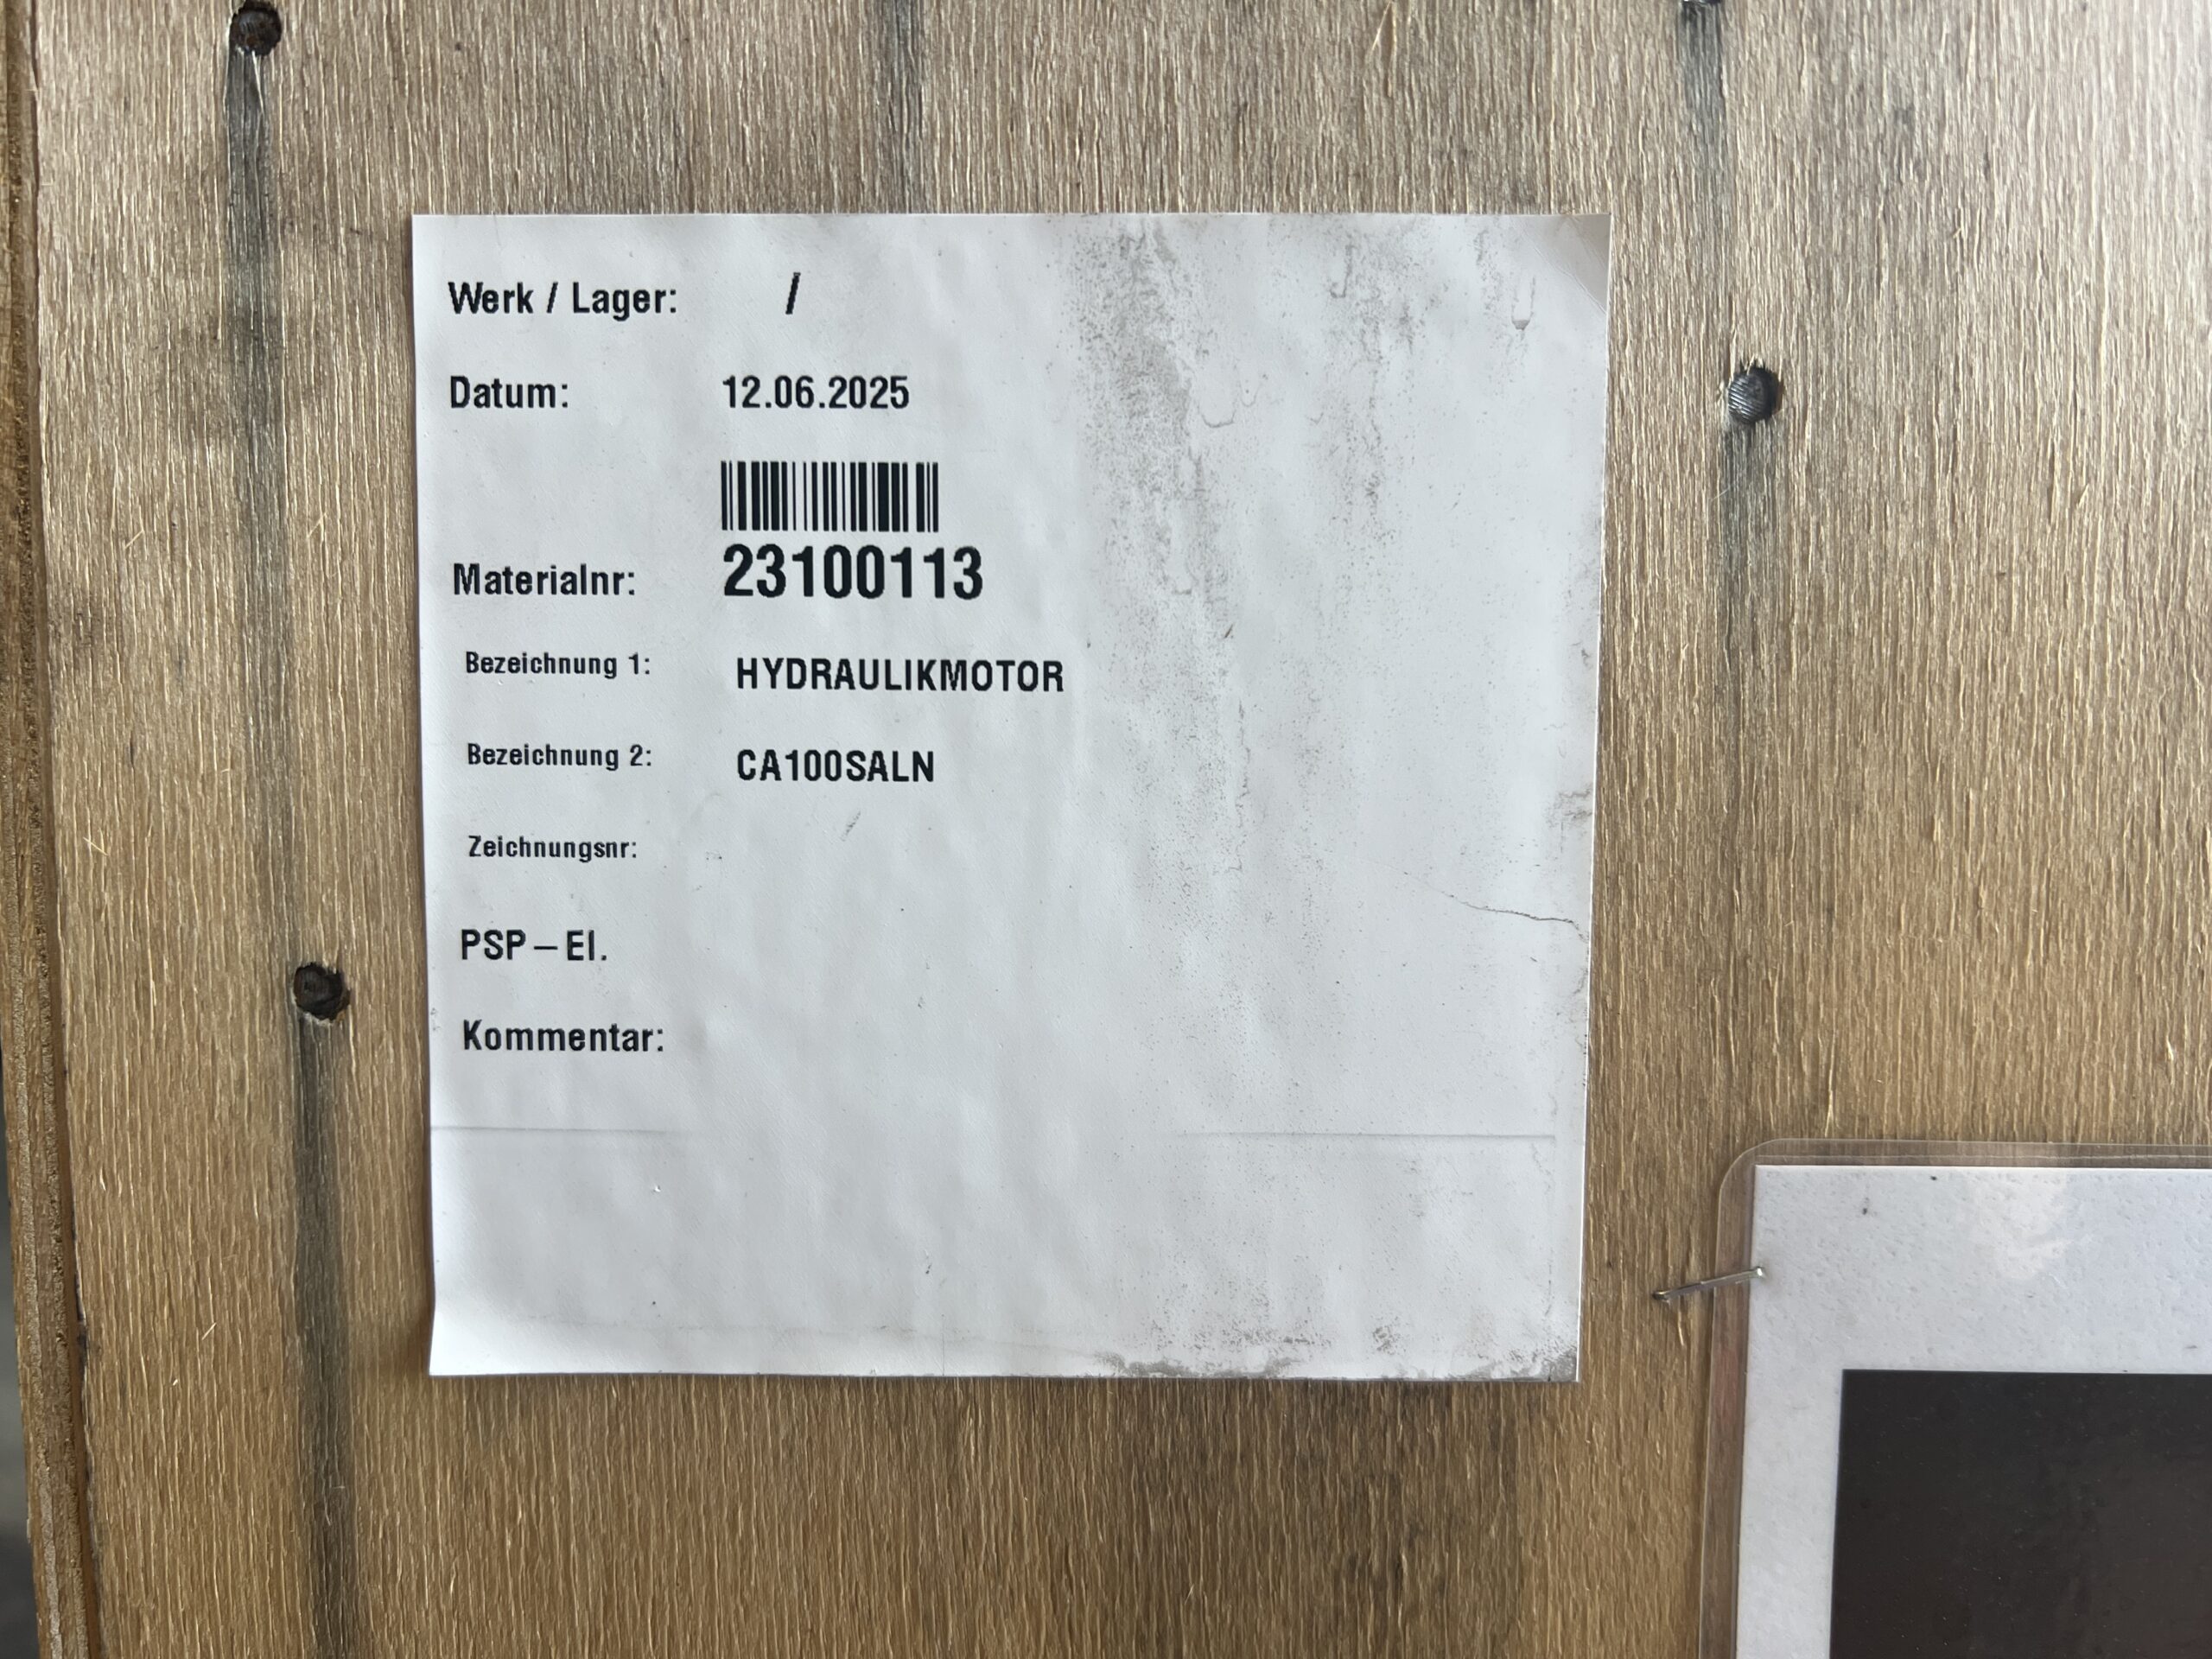 Werk / Lager: /
Datum: 12.06.2025
Materialnr: 23100113
Bezeichnung 1: HYDRAULIKMOTOR
Bezeichnung 2: CA100SALN
Zeichnungsnr:
PSP-El.
Kommentar: